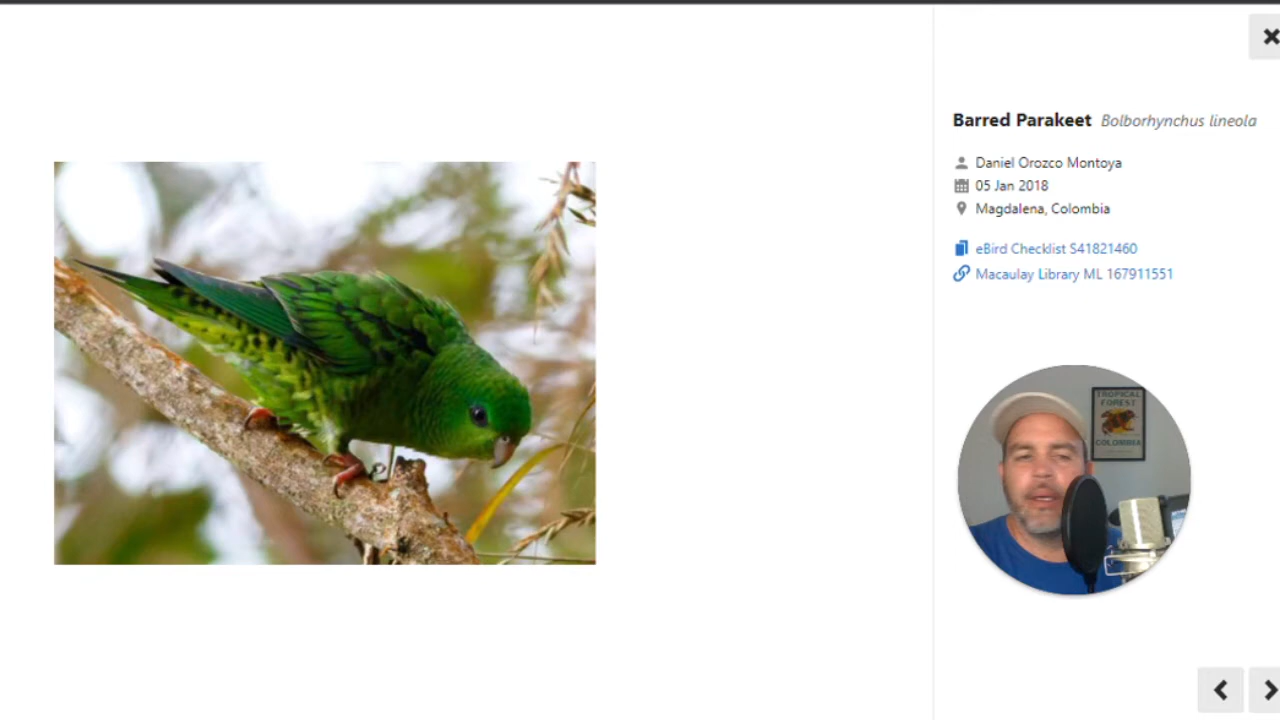 Barred Parakeet Bolborhynchus lineola
Daniel Orozco Montoya
05 Jan 2018
Magdalena, Colombia
eBird Checklist S41821460
Macaulay Library ML 167911551
TROPICAL
FOREST
COLOMBIA